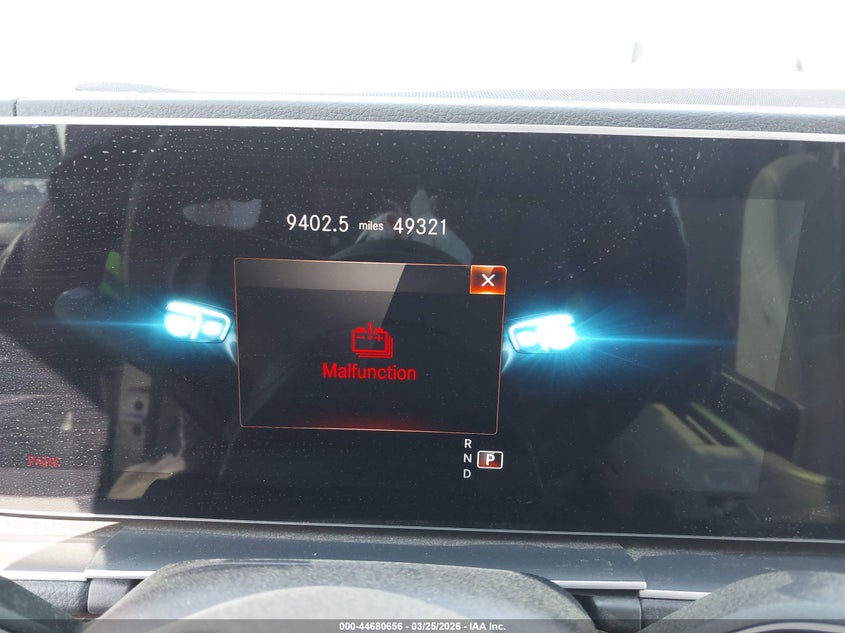 9402.5 miles 49321
Malfunction
R
N P
D
000-44680656 - 03/25/2026 - IAA Inc.